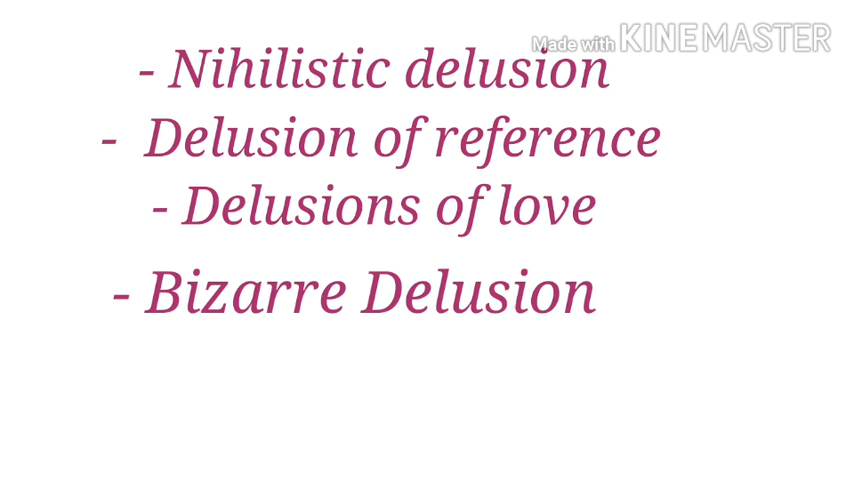 Made with KINEMASTER
- Nihilistic delusion
- Delusion of reference
- Delusions of love
- Bizarre Delusion